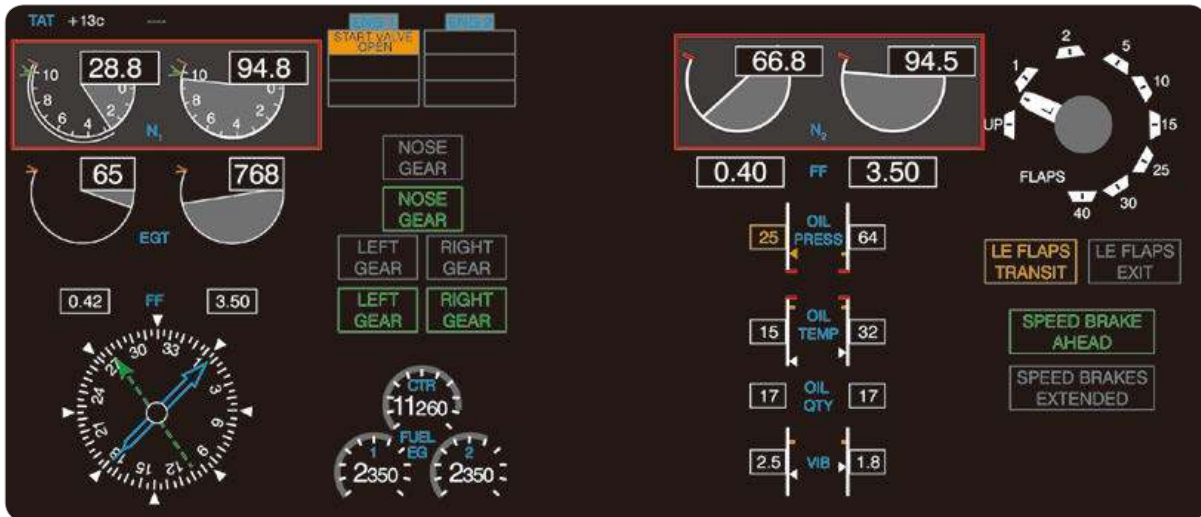 TAT +13c ----
10 28.8 0
8 6 4 2
10 94.8 0
8 6 4 2
N1
65 768
EGT
0.42 FF 3.50
33 1 3 6 9 12 15 18 21 24 27 30
ENG 1 ENG 2
START VALVE
OPEN
NOSE
GEAR
NOSE
GEAR
LEFT
GEAR
RIGHT
GEAR
LEFT
GEAR
RIGHT
GEAR
CTR
11260
FUEL
EG
1
2350
2
2350
66.8 94.5
N2
0.40 FF 3.50
25 OIL
PRESS 64
15 OIL
TEMP 32
17 OIL
QTY 17
2.5 VIB 1.8
UP 1 2 5 10 15 25 30 40
FLAPS
LE FLAPS
TRANSIT
LE FLAPS
EXIT
SPEED BRAKE
AHEAD
SPEED BRAKES
EXTENDED